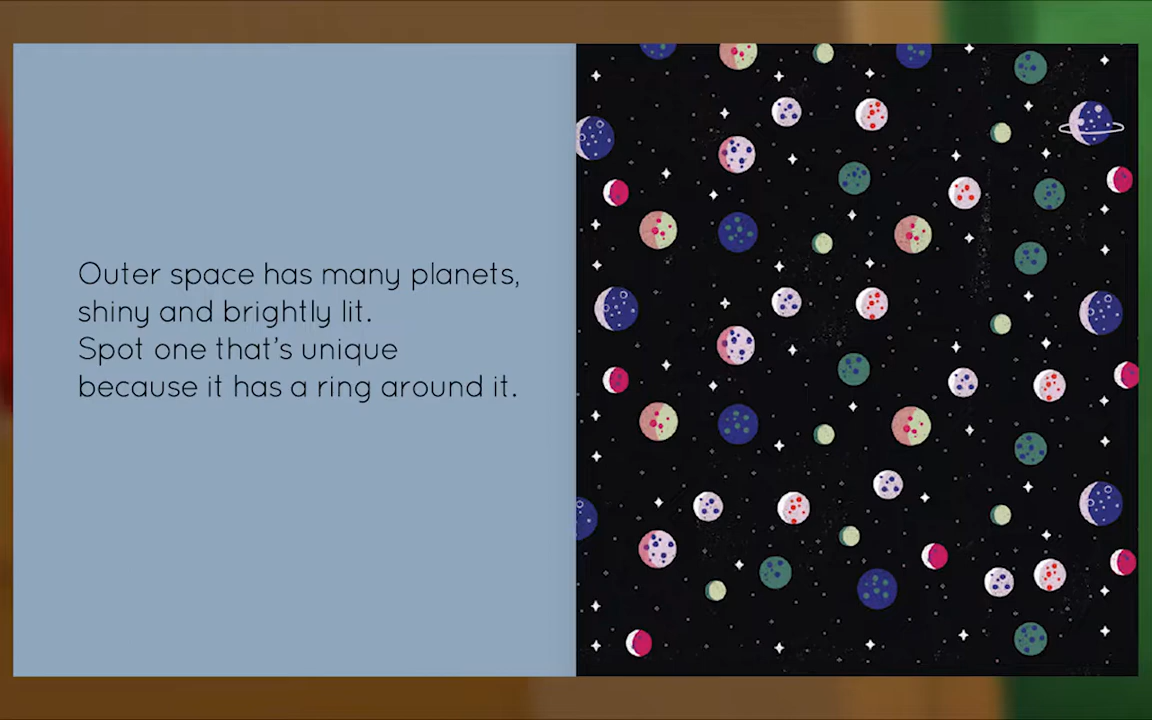 Outer space has many planets,
shiny and brightly lit.
Spot one that's unique
because it has a ring around it.